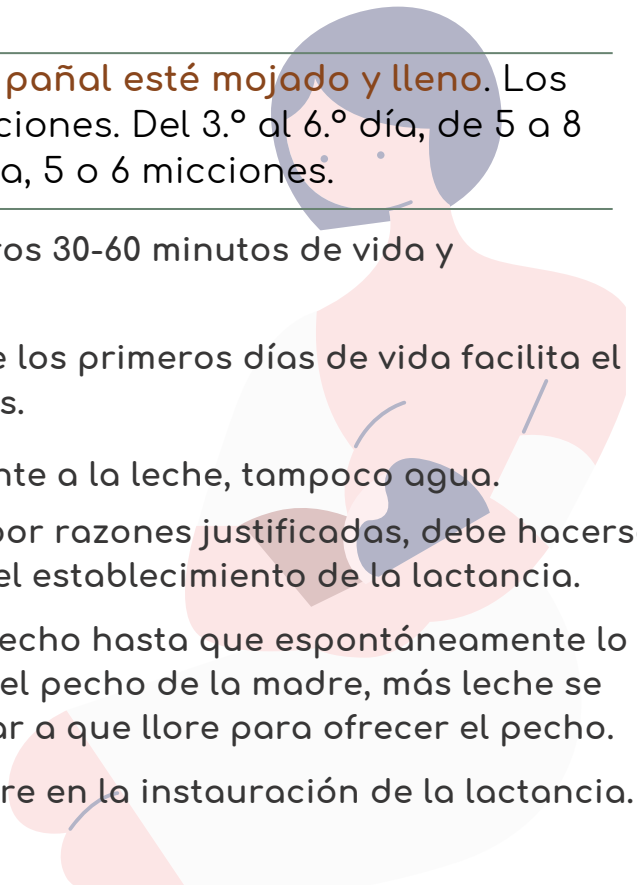 pañal esté mojado y lleno. Los
ciones. Del 3.º al 6.º día, de 5 a 8
a, 5 o 6 micciones.
ros 30-60 minutos de vida y
e los primeros días de vida facilita el
s.
nte a la leche, tampoco agua.
por razones justificadas, debe hacers
el establecimiento de la lactancia.
echo hasta que espontáneamente lo
el pecho de la madre, más leche se
ar a que llore para ofrecer el pecho.
re en la instauración de la lactancia.